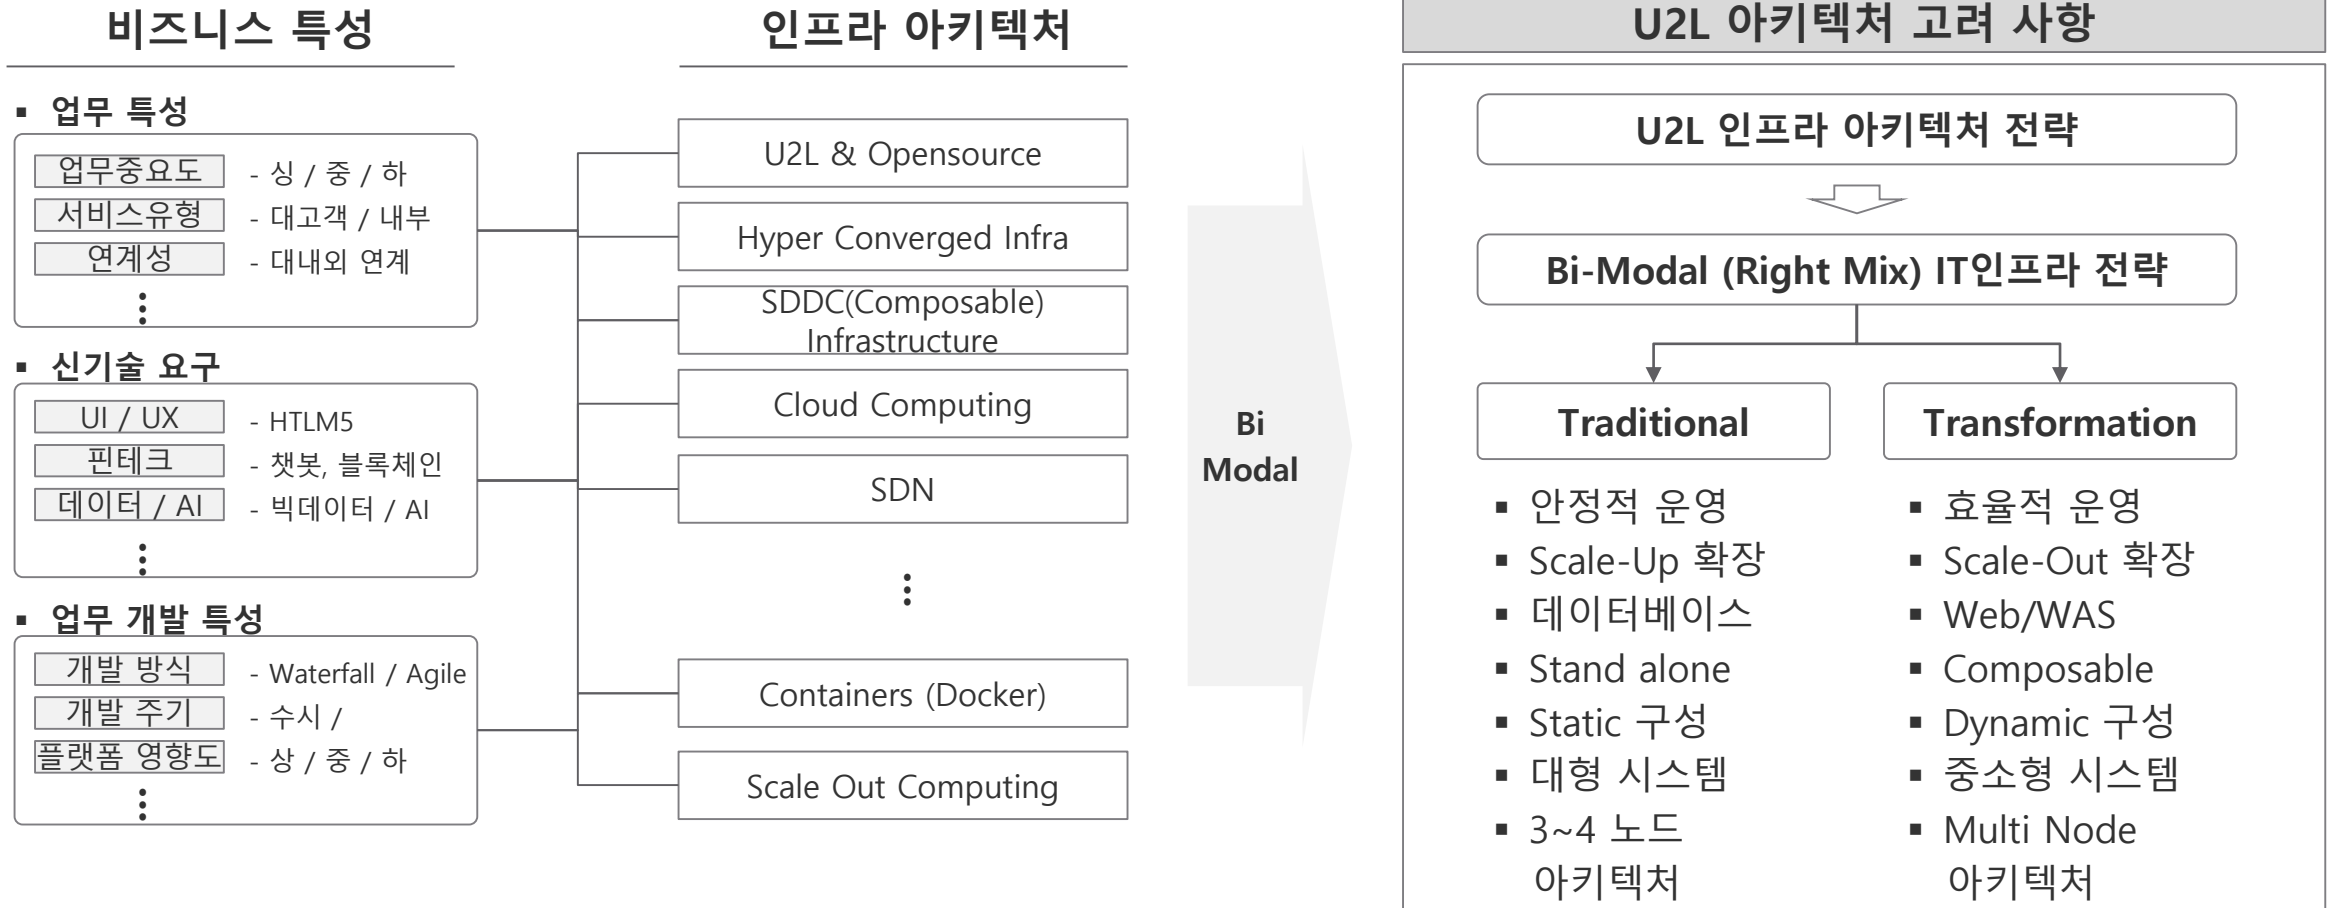 비즈니스 특성
▪ 업무 특성
업무중요도 - 싱 / 중 / 하
서비스유형 - 대고객 / 내부
연계성 - 대내외 연계
▪ 신기술 요구
UI / UX - HTLM5
핀테크 - 챗봇, 블록체인
데이터 / AI - 빅데이터 / AI
▪ 업무 개발 특성
개발 방식 - Waterfall / Agile
개발 주기 - 수시 /
플랫폼 영향도 - 상 / 중 / 하
인프라 아키텍처
U2L & Opensource
Hyper Converged Infra
SDDC(Composable)
Infrastructure
Cloud Computing
SDN
Containers (Docker)
Scale Out Computing
Bi
Modal
U2L 아키텍처 고려 사항
U2L 인프라 아키텍처 전략
Bi-Modal (Right Mix) IT인프라 전략
Traditional
▪ 안정적 운영
▪ Scale-Up 확장
▪ 데이터베이스
▪ Stand alone
▪ Static 구성
▪ 대형 시스템
▪ 3~4 노드
아키텍처
Transformation
▪ 효율적 운영
▪ Scale-Out 확장
▪ Web/WAS
▪ Composable
▪ Dynamic 구성
▪ 중소형 시스템
▪ Multi Node
아키텍처